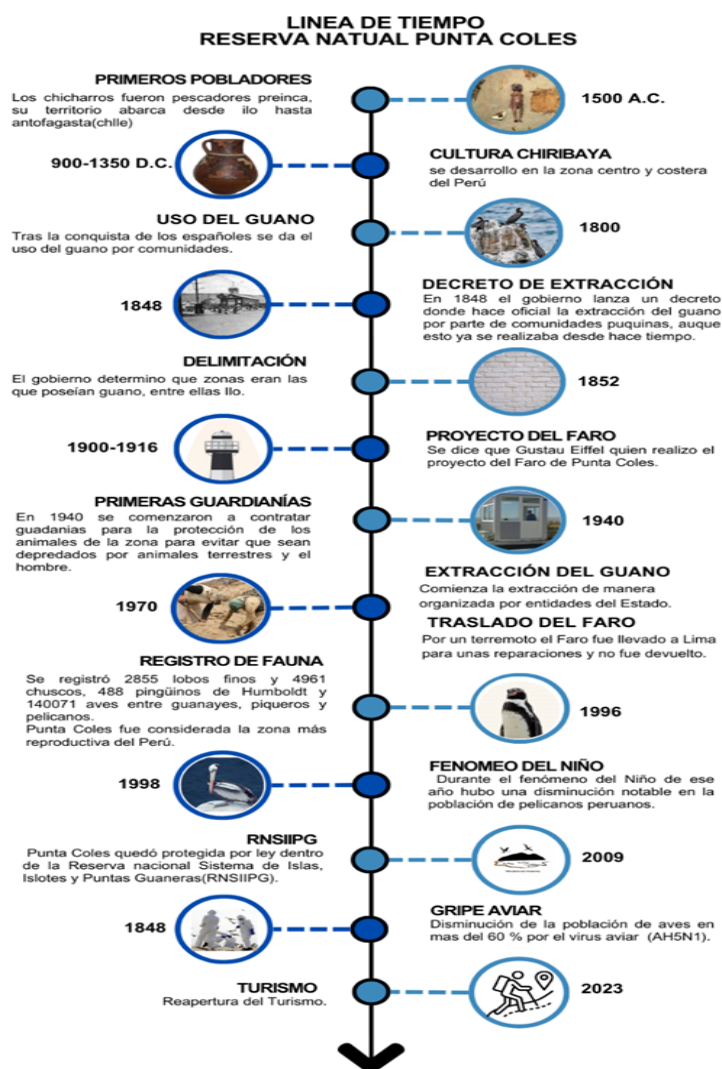 LINEA DE TIEMPO
RESERVA NATUAL PUNTA COLES
PRIMEROS POBLADORES
Los chicharros fueron pescadores preinca,
su territorio abarca desde ilo hasta
antofagasta(chlle)
1500 A.C.
900-1350 D.C.
CULTURA CHIRIBAYA
se desarrollo en la zona centro y costera
del Perú
USO DEL GUANO
Tras la conquista de los españoles se da el
uso del guano por comunidades.
1800
1848
DECRETO DE EXTRACCIÓN
En 1848 el gobierno lanza un decreto
donde hace oficial la extracción del guano
por parte de comunidades puquinas, auque
esto ya se realizaba desde hace tiempo.
DELIMITACIÓN
El gobierno determino que zonas eran las
que poseían guano, entre ellas Ilo.
1852
1900-1916
PROYECTO DEL FARO
Se dice que Gustau Eiffel quien realizo el
proyecto del Faro de Punta Coles.
PRIMERAS GUARDIANÍAS
En 1940 se comenzaron a contratar
guadanias para la protección de los
animales de la zona para evitar que sean
depredados por animales terrestres y el
hombre.
1940
1970
EXTRACCIÓN DEL GUANO
Comienza la extracción de manera
organizada por entidades del Estado.
TRASLADO DEL FARO
Por un terremoto el Faro fue llevado a Lima
para unas reparaciones y no fue devuelto.
REGISTRO DE FAUNA
Se registró 2855 lobos finos y 4961
chuscos, 488 pingüinos de Humboldt y
140071 aves entre guanayes, piqueros y
pelicanos.
Punta Coles fue considerada la zona más
reproductiva del Perú.
1996
1998
FENOMEO DEL NIÑO
Durante el fenómeno del Niño de ese
año hubo una disminución notable en la
población de pelicanos peruanos.
RNSIIPG
Punta Coles quedó protegida por ley dentro
de la Reserva nacional Sistema de Islas,
Islotes y Puntas Guaneras(RNSIIPG).
2009
1848
GRIPE AVIAR
Disminución de la población de aves en
mas del 60 % por el virus aviar (AH5N1).
TURISMO
Reapertura del Turismo.
2023